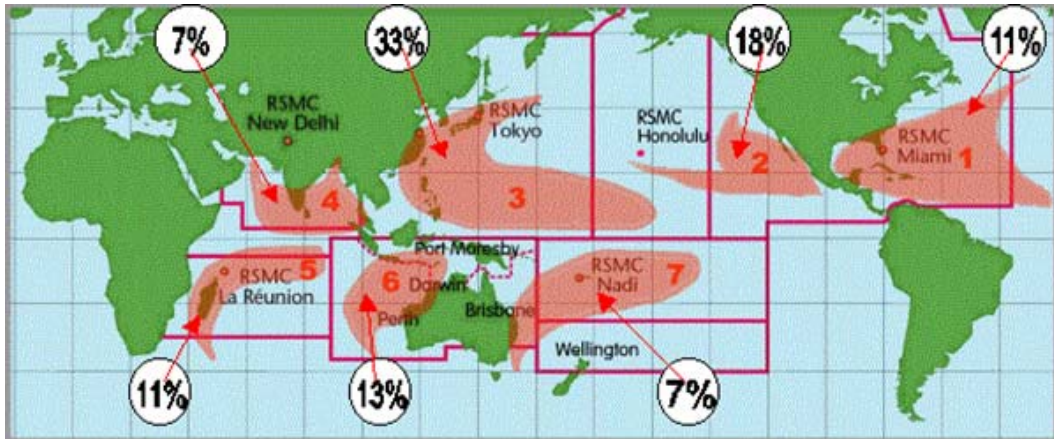 7%
33%
18%
11%
RSMC
New Delhi
RSMC
Tokyo
RSMC
Honolulu
RSMC
Miami
1
2
3
4
Port Moresby
5
RSMC
La Réunion
6
Darwin
Perth
Brisbane
RSMC
Nadi
7
Wellington
11%
13%
7%